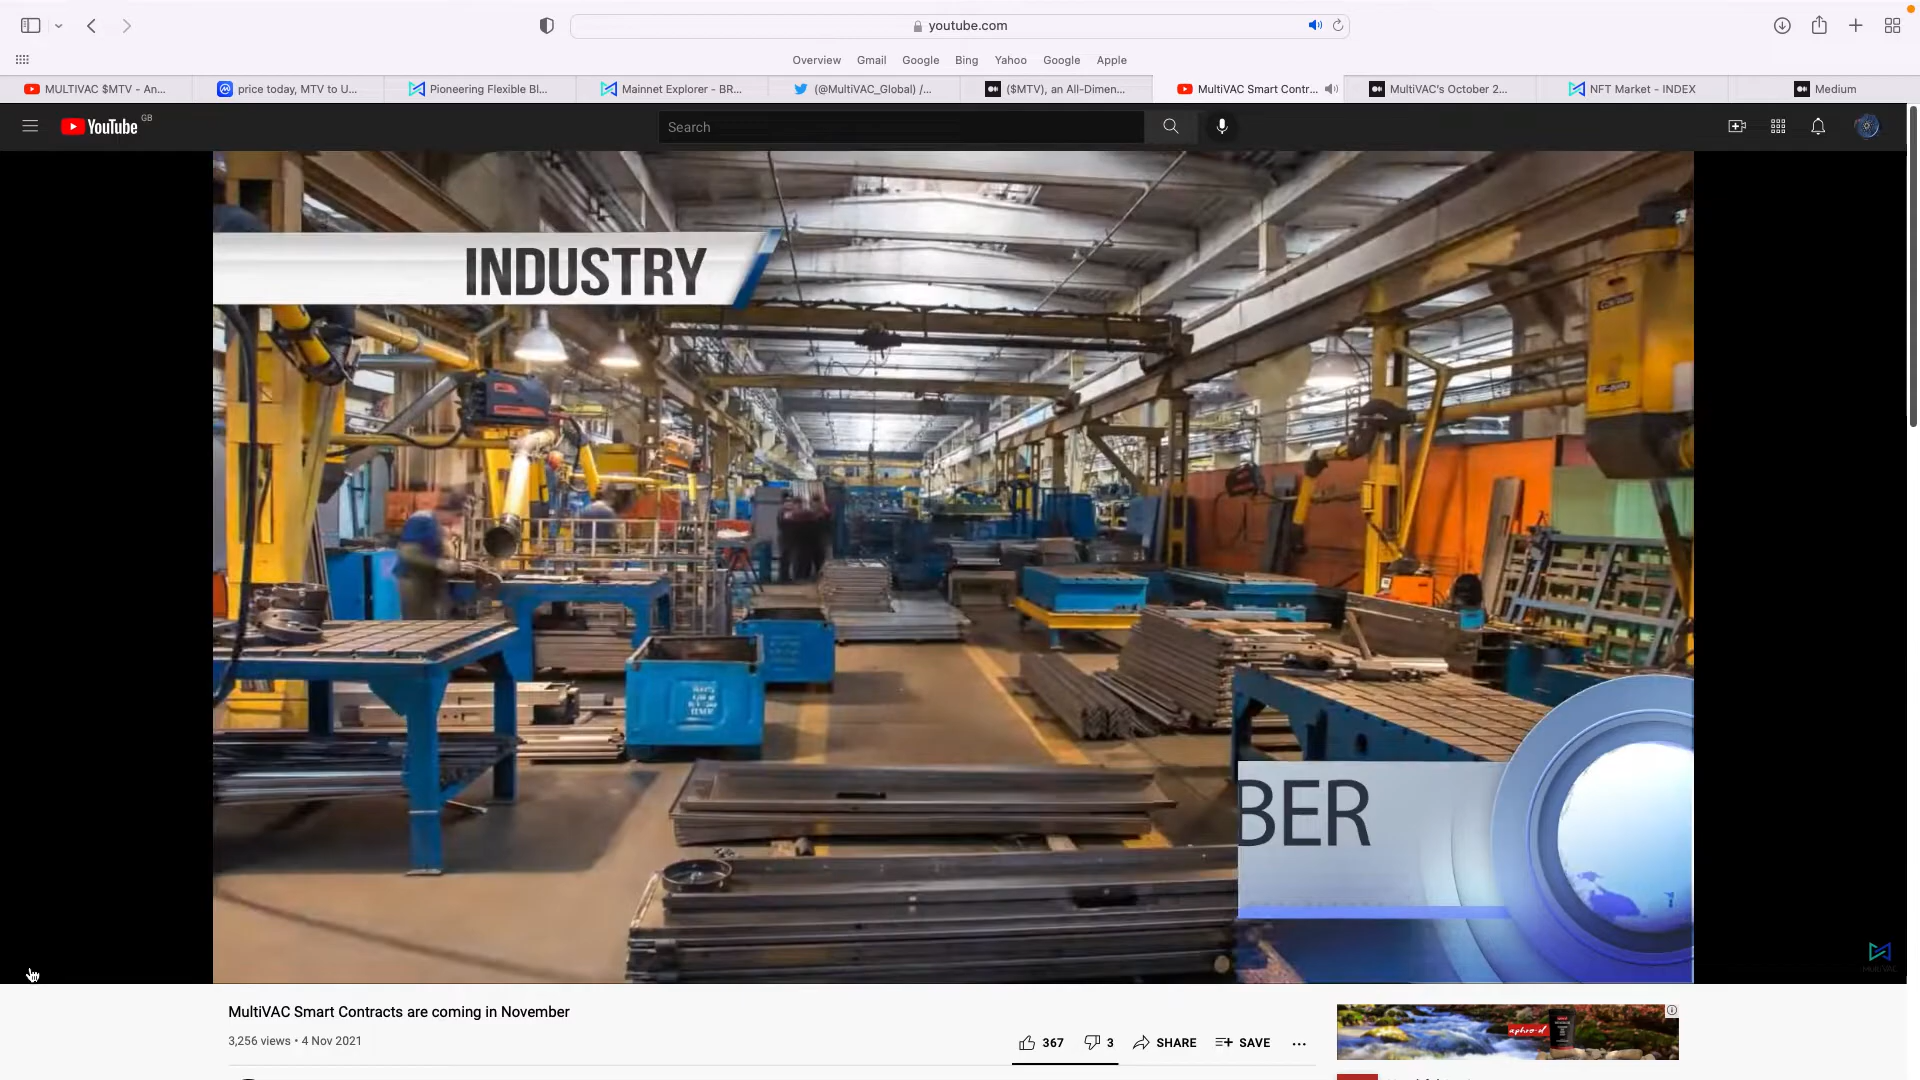 youtube.com
Overview Gmail Google Bing Yahoo Google Apple
MULTIVAC $MTV - An...
price today, MTV to U...
Pioneering Flexible Bl...
Mainnet Explorer - BR...
(@MultiVAC_Global) /...
($MTV), an All-Dimen...
MultiVAC Smart Contr...
MultiVAC's October 2...
NFT Market - INDEX
Medium
YouTube GB
Search
INDUSTRY
BER
MultiVAC
MultiVAC Smart Contracts are coming in November
3,256 views • 4 Nov 2021
367
3
SHARE
SAVE
aphro-d